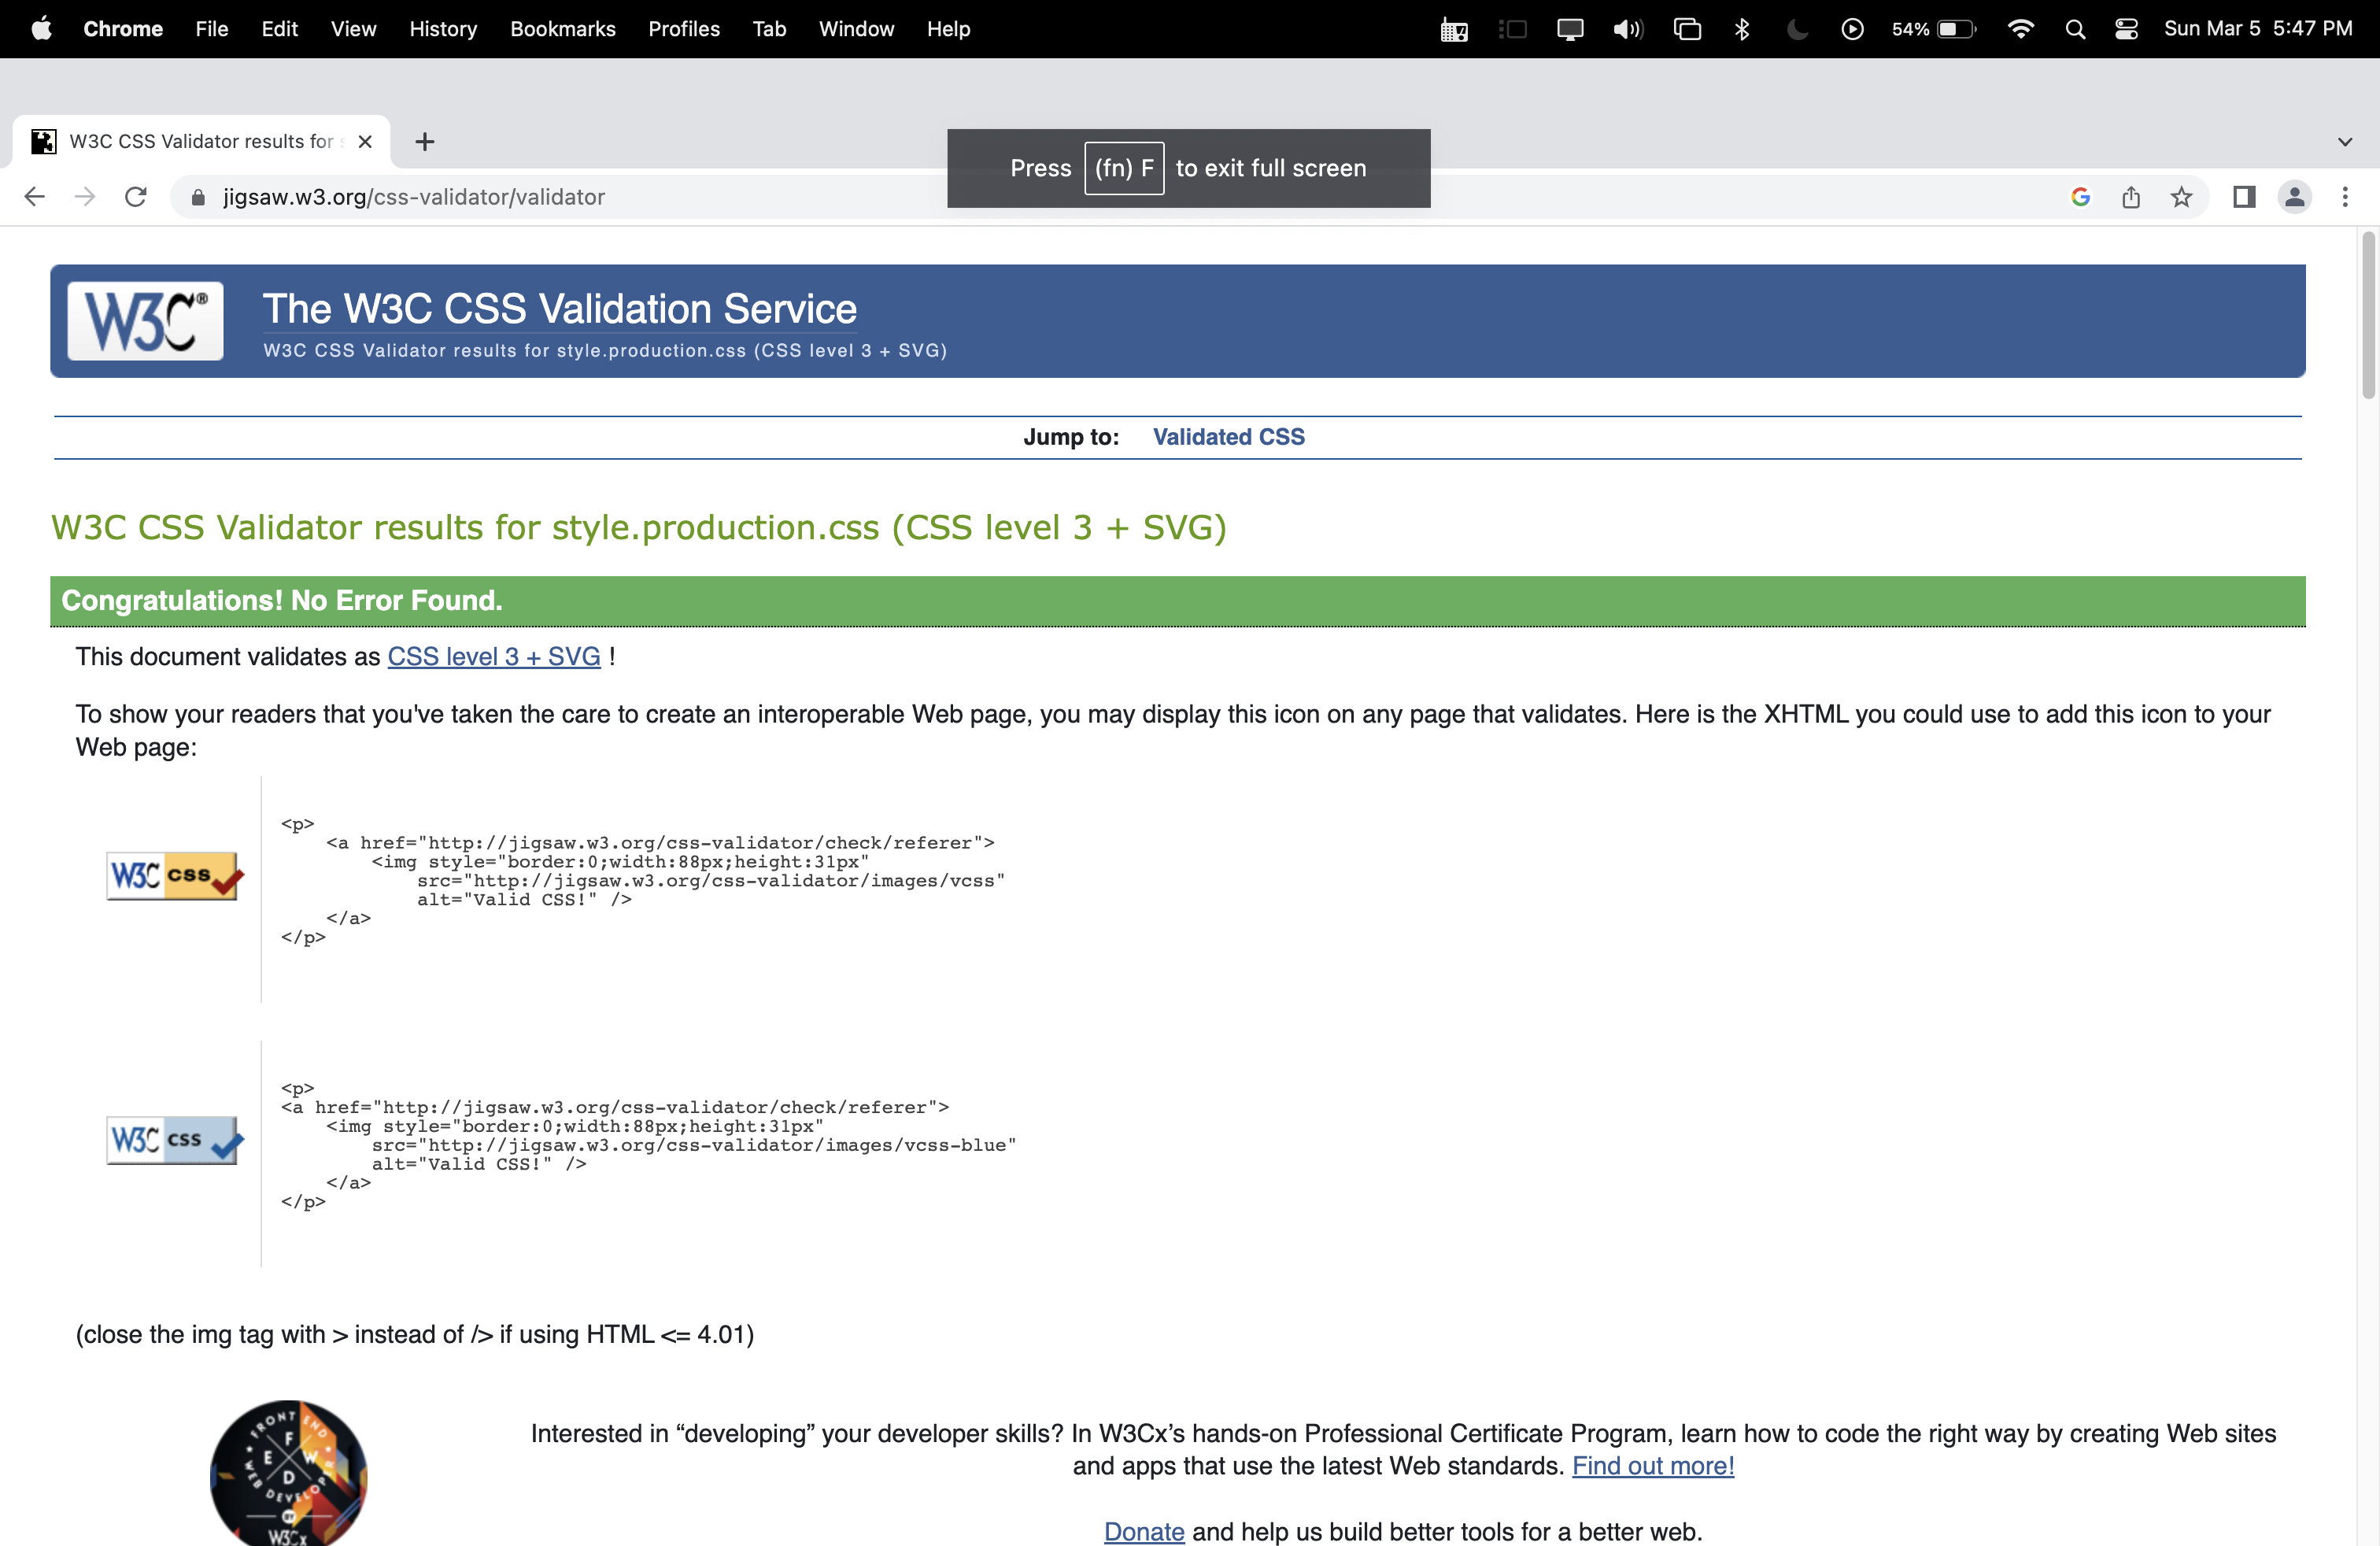 Chrome File Edit View History Bookmarks Profiles Tab Window Help 54% Sun Mar 5 5:47 PM
W3C CSS Validator results for s
Press (fn) F to exit full screen
jigsaw.w3.org/css-validator/validator
W3C® The W3C CSS Validation Service
W3C CSS Validator results for style.production.css (CSS level 3 + SVG)
Jump to: Validated CSS
W3C CSS Validator results for style.production.css (CSS level 3 + SVG)
Congratulations! No Error Found.
This document validates as CSS level 3 + SVG !
To show your readers that you've taken the care to create an interoperable Web page, you may display this icon on any page that validates. Here is the XHTML you could use to add this icon to your
Web page:
W3C css
<p>
<a href="http://jigsaw.w3.org/css-validator/check/referer">
<img style="border:0;width:88px;height:31px"
src="http://jigsaw.w3.org/css-validator/images/vcss"
alt="Valid CSS!" />
</a>
</p>
W3C css
<p>
<a href="http://jigsaw.w3.org/css-validator/check/referer">
<img style="border:0;width:88px;height:31px"
src="http://jigsaw.w3.org/css-validator/images/vcss-blue"
alt="Valid CSS!" />
</a>
</p>
(close the img tag with > instead of /> if using HTML <= 4.01)
FRONT END
F E W D
WEB DEVELOPER
BY
W3Cx
Interested in “developing” your developer skills? In W3Cx’s hands-on Professional Certificate Program, learn how to code the right way by creating Web sites
and apps that use the latest Web standards. Find out more!
Donate and help us build better tools for a better web.